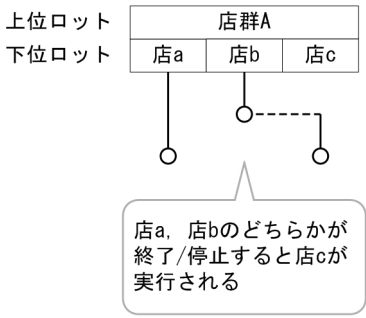 上位ロット 店群A
下位ロット 店a 店b 店c
店a，店bのどちらかが
終了/停止すると店cが
実行される